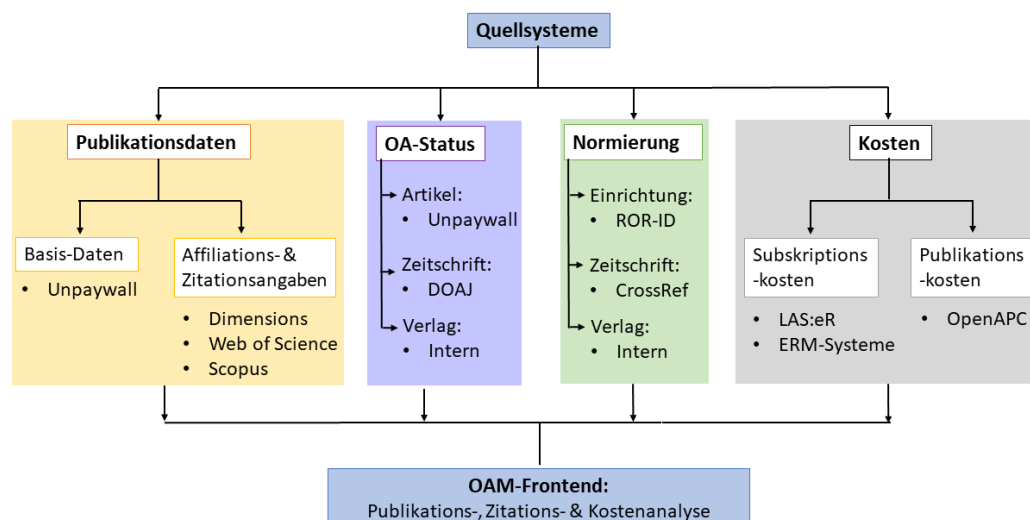 Quellsysteme
Publikationsdaten
Basis-Daten
• Unpaywall
Affiliations- &
Zitationsangaben
• Dimensions
• Web of Science
• Scopus
OA-Status
Artikel:
• Unpaywall
Zeitschrift:
• DOAJ
Verlag:
• Intern
Normierung
Einrichtung:
• ROR-ID
Zeitschrift:
• CrossRef
Verlag:
• Intern
Kosten
Subskriptions
-kosten
• LAS:eR
• ERM-Systeme
Publikations
-kosten
• OpenAPC
OAM-Frontend:
Publikations-, Zitations- & Kostenanalyse